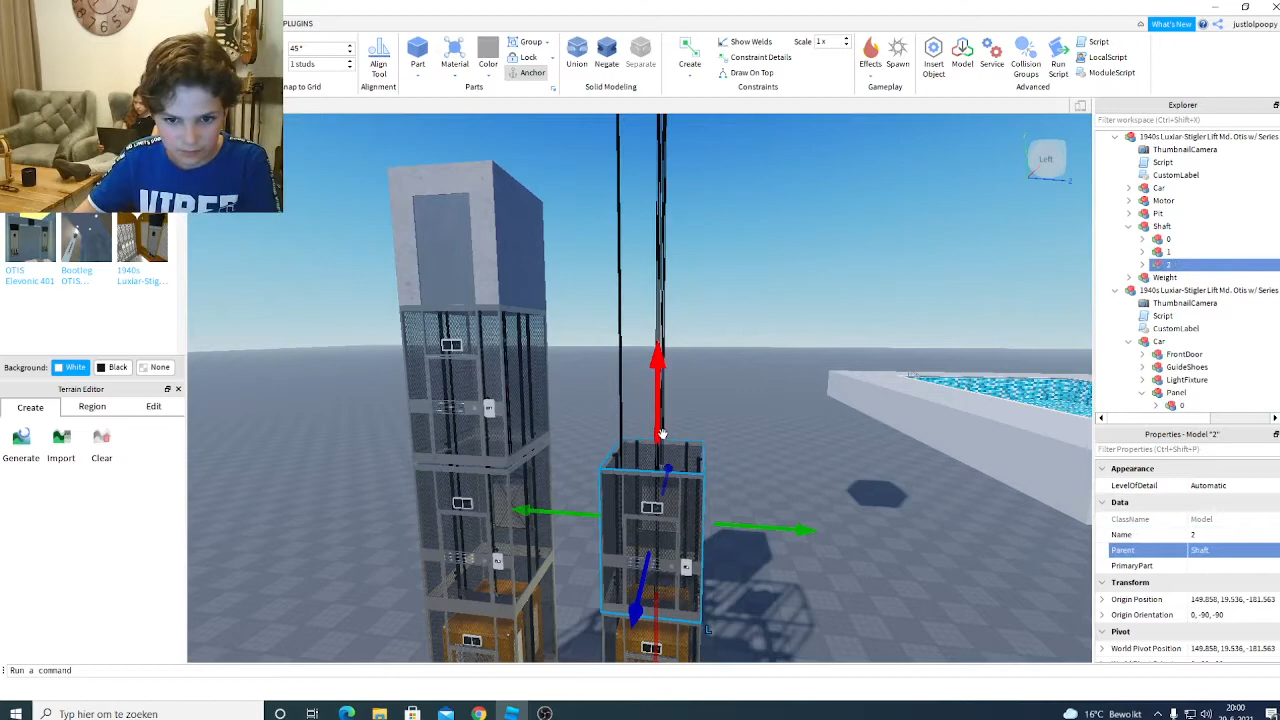 PLUGINS
What's New
justlolpoopy
45°
1 studs
Snap to Grid
Align
Tool
Alignment
Part
Material
Color
Group
Lock
Anchor
Parts
Union
Negate
Separate
Solid Modeling
Create
Show Welds
Constraint Details
Draw On Top
Scale
1 x
Constraints
Effects
Spawn
Gameplay
Insert
Object
Model
Service
Collision
Groups
Run
Script
Script
LocalScript
ModuleScript
Advanced
Left
Explorer
Filter workspace (Ctrl+Shift+X)
1940s Luxiar-Stigler Lift Md. Otis w/ Series
ThumbnailCamera
Script
CustomLabel
Car
Motor
Pit
Shaft
0
1
2
Weight
1940s Luxiar-Stigler Lift Md. Otis w/ Series
ThumbnailCamera
Script
CustomLabel
Car
FrontDoor
GuideShoes
LightFixture
Panel
0
Properties - Model "2"
Filter Properties (Ctrl+Shift+P)
Appearance
LevelOfDetail Automatic
Data
ClassName Model
Name 2
Parent Shaft
PrimaryPart
Transform
Origin Position 149.858, 19.536, -181.563
Origin Orientation 0, -90, -90
Pivot
World Pivot Position 149.858, 19.536, -181.563
OTIS
Elevonic 401
Bootleg
OTIS...
1940s
Luxiar-Stig...
Background: White Black None
Terrain Editor
Create Region Edit
Generate Import Clear
L
Run a command
Typ hier om te zoeken
16°C Bewolkt
20:00